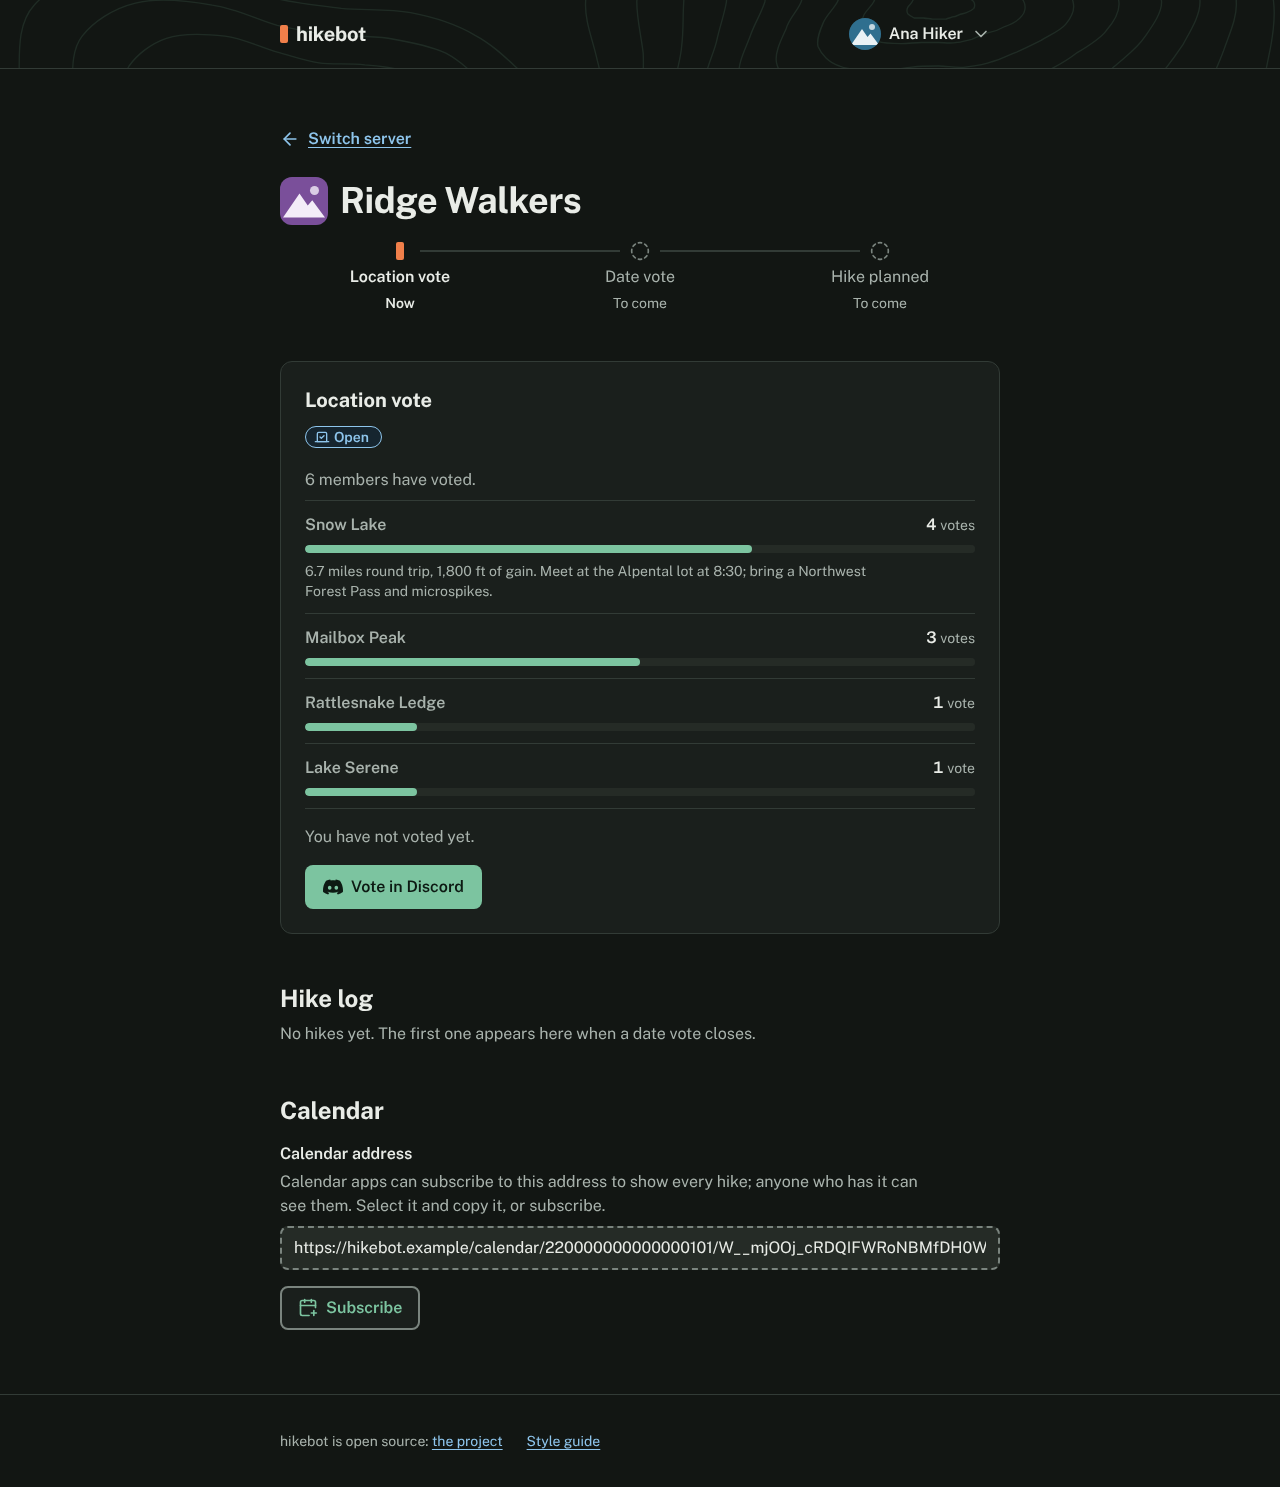 hikebot
Ana Hiker
Switch server
Ridge Walkers
Location vote
Now
Date vote
To come
Hike planned
To come
Location vote
Open
6 members have voted.
Snow Lake
4 votes
6.7 miles round trip, 1,800 ft of gain. Meet at the Alpental lot at 8:30; bring a Northwest
Forest Pass and microspikes.
Mailbox Peak
3 votes
Rattlesnake Ledge
1 vote
Lake Serene
1 vote
You have not voted yet.
Vote in Discord
Hike log
No hikes yet. The first one appears here when a date vote closes.
Calendar
Calendar address
Calendar apps can subscribe to this address to show every hike; anyone who has it can
see them. Select it and copy it, or subscribe.
https://hikebot.example/calendar/220000000000000101/W__mjOOj_cRDQIFWRoNBMfDH0W
Subscribe
hikebot is open source: the project
Style guide